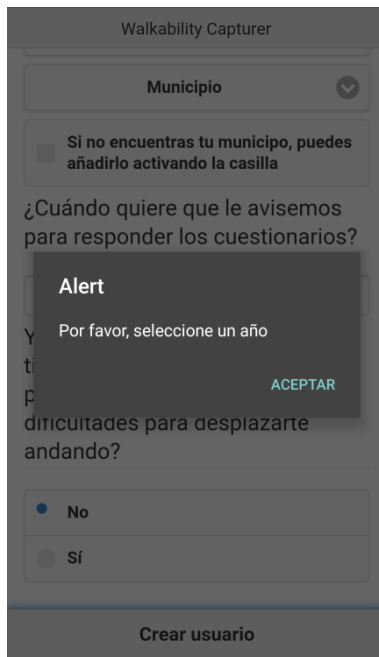 Walkability Capturer
Municipio
Si no encuentras tu municipo, puedes
añadirlo activando la casilla
¿Cuándo quiere que le avisemos
para responder los cuestionarios?
Alert
Por favor, seleccione un año
ACEPTAR
dificultades para desplazarte
andando?
No
Sí
Crear usuario